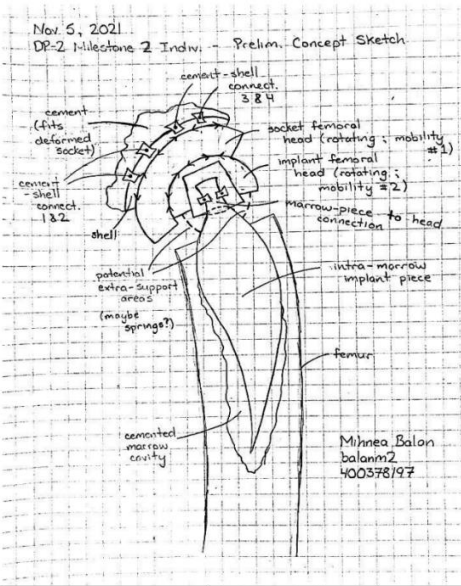 Nov. 5, 2021
DP-2 Milestone 2 Indiv. - Prelim. Concept Sketch
cement-shell
connect.
3 & 4
cement
(fits
deformed
socket)
socket femoral
head (rotating ; mobility
#1)
implant femoral
head (rotating ;
mobility #2)
cement
-shell
connect.
1 & 2
marrow-piece-to head
connection
shell
potential
extra-support
areas
(maybe
springs?)
intra-morrow
implant piece
femur
cemented
marrow
cavity
Mihnea Balan
balanm2
400378197